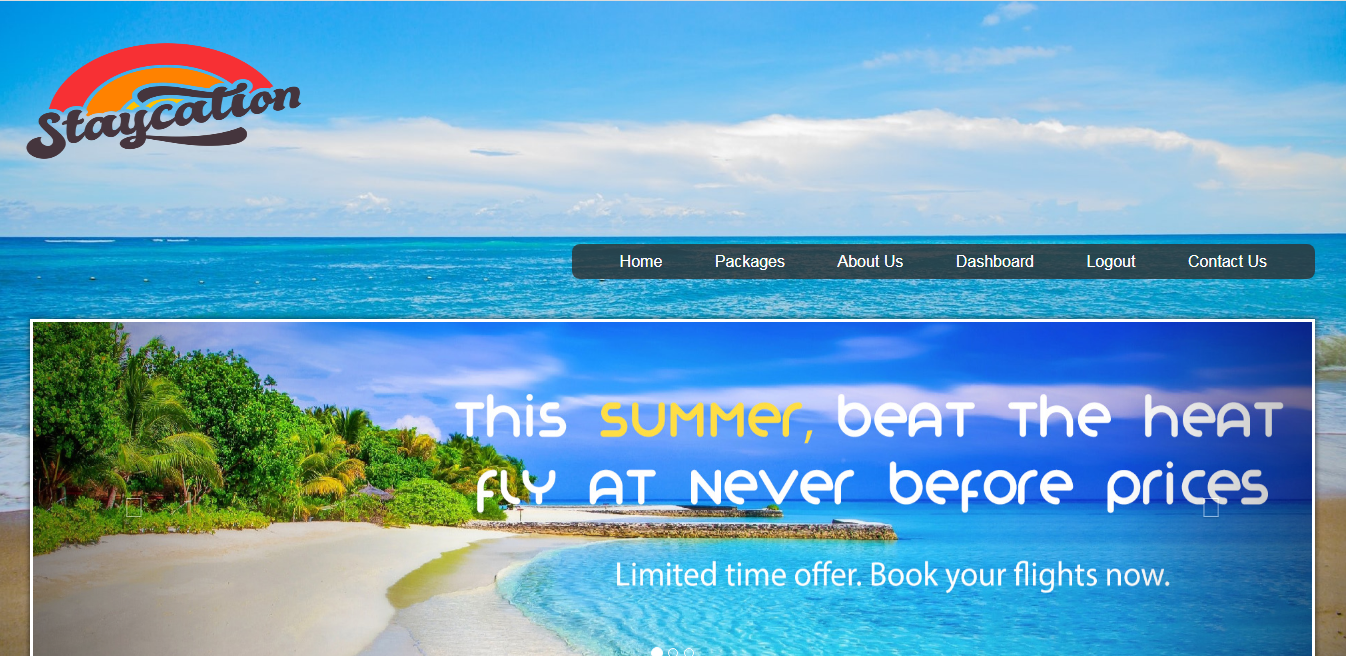 Staycation
Home Packages About Us Dashboard Logout Contact Us
This SUMMer, beAT The heAT
fLY AT NeVer before prices
Limited time offer. Book your flights now.